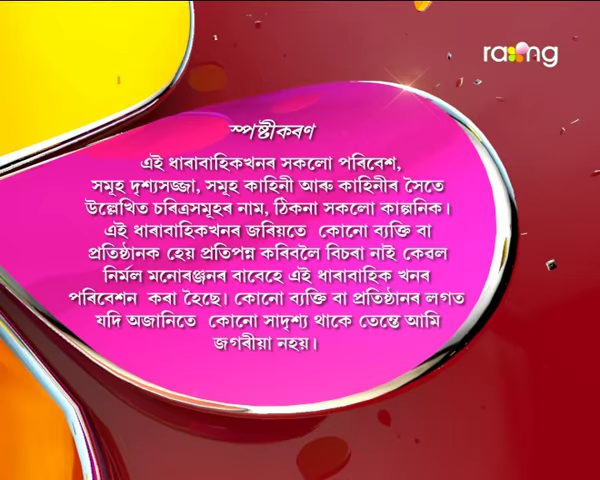 rang
স্পষ্টীকৰণ
এই ধাৰাবাহিকখনৰ সকলো পৰিবেশ,
সমূহ দৃশ্যসজ্জা, সমূহ কাহিনী আৰু কাহিনীৰ সৈতে
উল্লেখিত চৰিত্ৰসমূহৰ নাম, ঠিকনা সকলো কাল্পনিক।
এই ধাৰাবাহিকখনৰ জৰিয়তে কোনো ব্যক্তি বা
প্ৰতিষ্ঠানক হেয় প্ৰতিপন্ন কৰিবলৈ বিচৰা নাই কেৱল
নিৰ্মল মনোৰঞ্জনৰ বাবেহে এই ধাৰাবাহিক খনৰ
পৰিবেশন কৰা হৈছে। কোনো ব্যক্তি বা প্ৰতিষ্ঠানৰ লগত
যদি অজানিতে কোনো সাদৃশ্য থাকে তেন্তে আমি
জগৰীয়া নহয়।